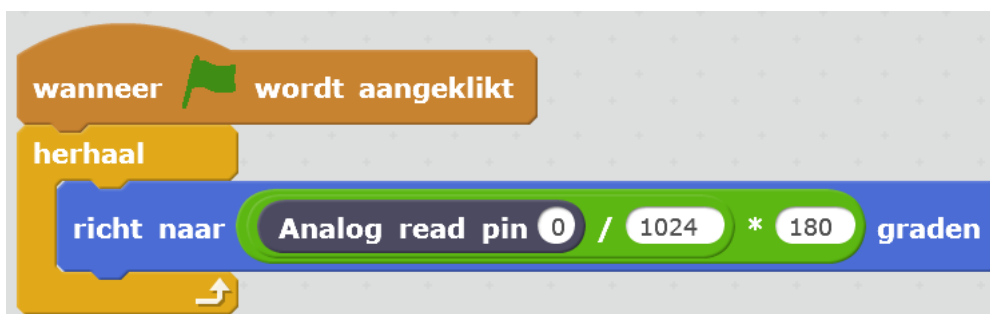 wanneer wordt aangeklikt
herhaal
richt naar Analog read pin 0 / 1024 * 180 graden